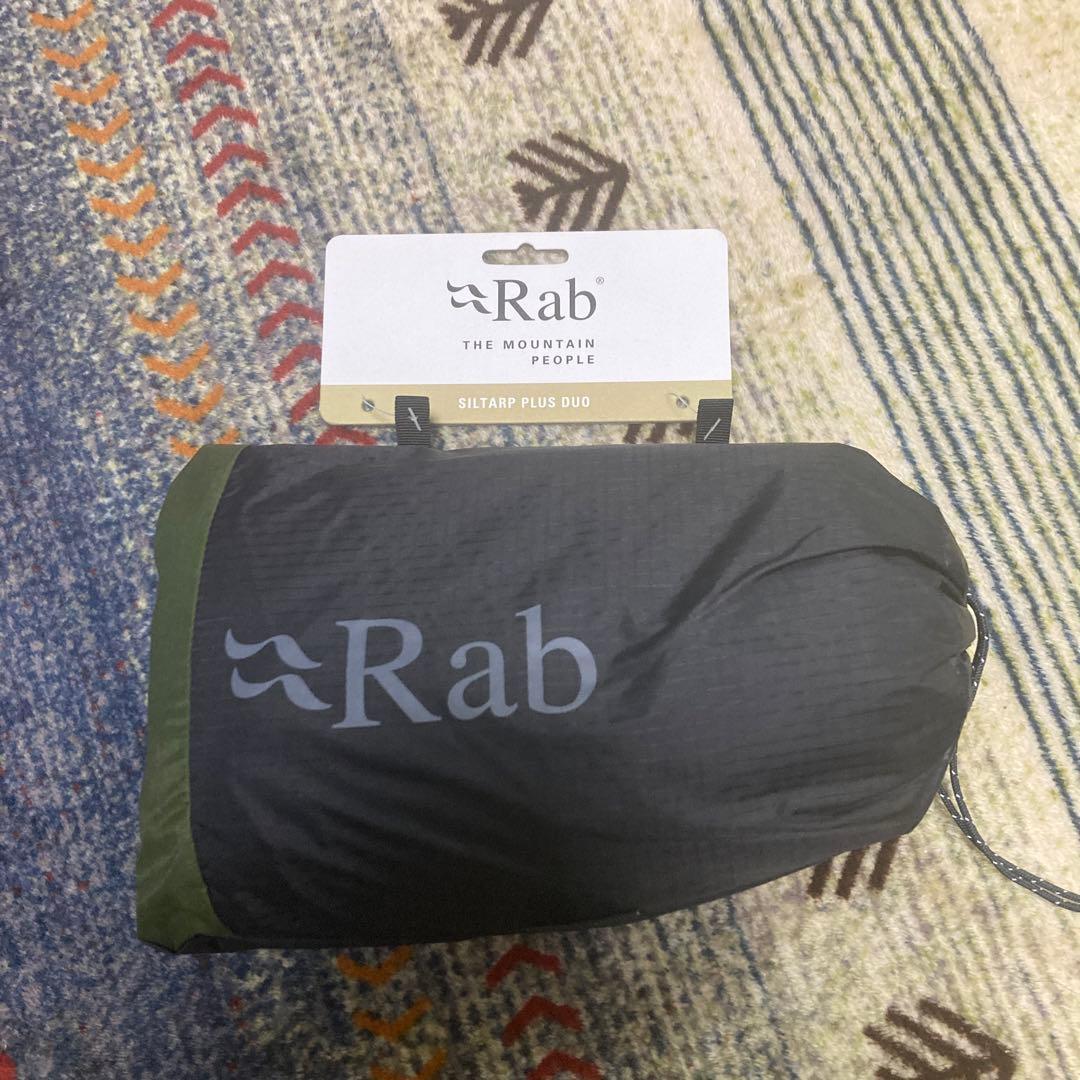 Rab®
THE MOUNTAIN
PEOPLE
SILTARP PLUS DUO
Rab